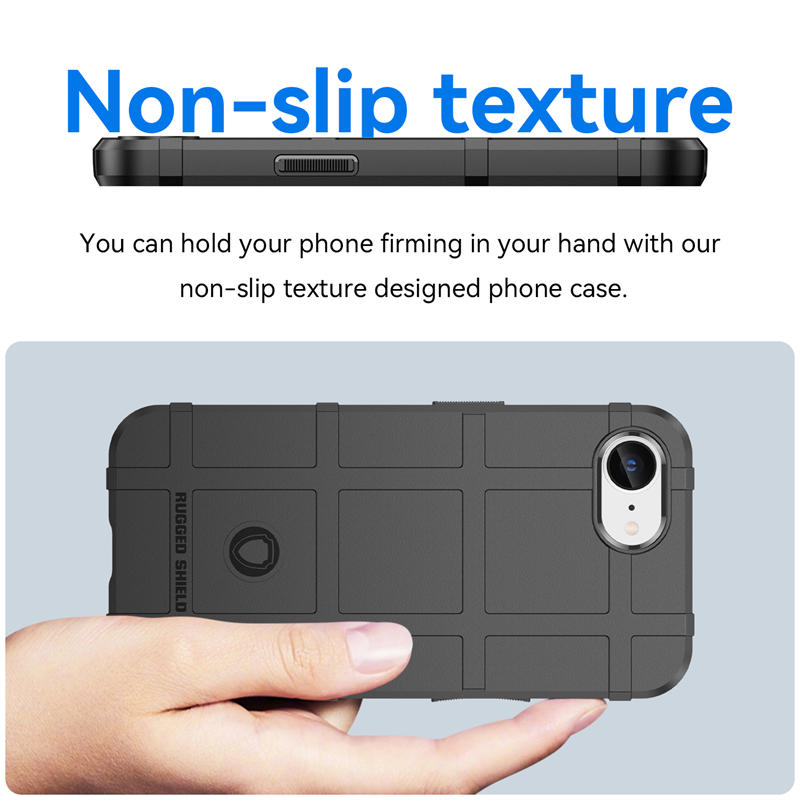 Non-slip texture
You can hold your phone firming in your hand with our
non-slip texture designed phone case.
RUGGED SHIELD